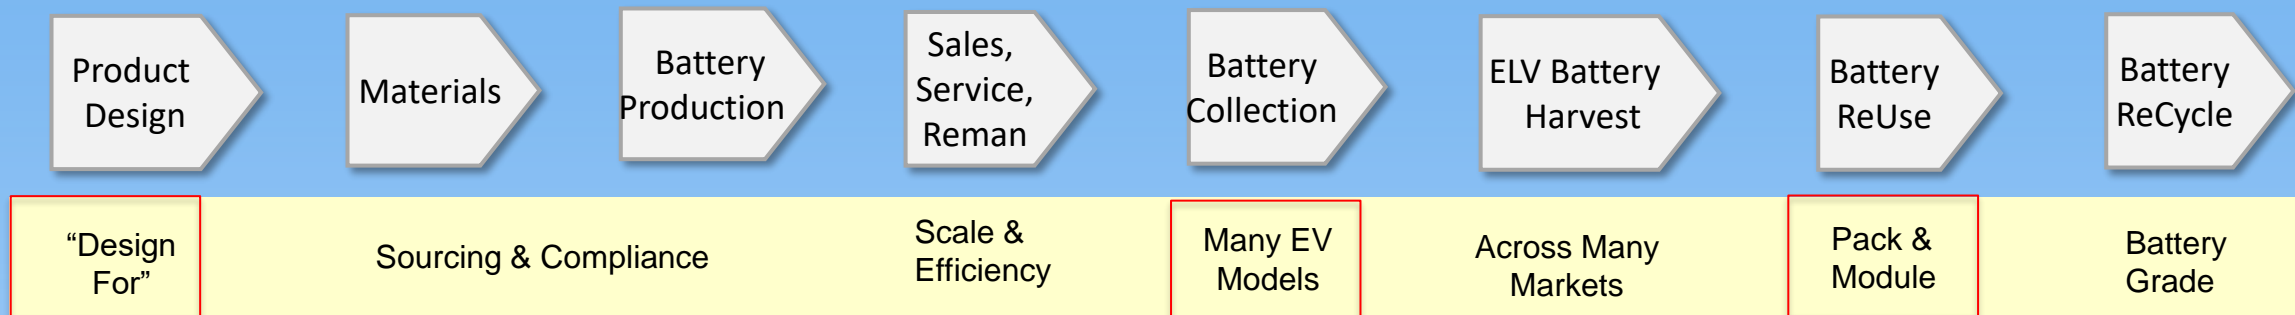 Product
Design
Materials
Battery
Production
Sales,
Service,
Reman
Battery
Collection
ELV Battery
Harvest
Battery
ReUse
Battery
ReCycle
“Design
For”
Sourcing & Compliance
Scale &
Efficiency
Many EV
Models
Across Many
Markets
Pack &
Module
Battery
Grade